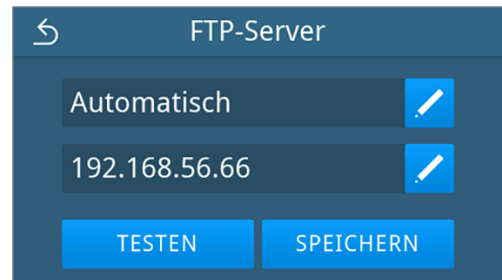 FTP-Server
Automatisch
192.168.56.66
TESTEN SPEICHERN